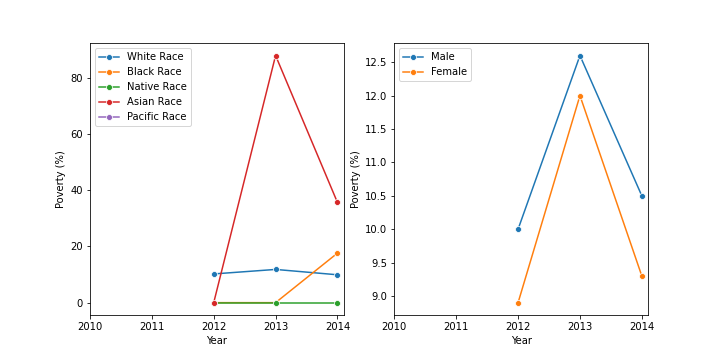 White Race
Black Race
Native Race
Asian Race
Pacific Race
80
60
40
20
0
Poverty (%)
2010 2011 2012 2013 2014
Year
Male
Female
12.5
12.0
11.5
11.0
10.5
10.0
9.5
9.0
Poverty (%)
2010 2011 2012 2013 2014
Year